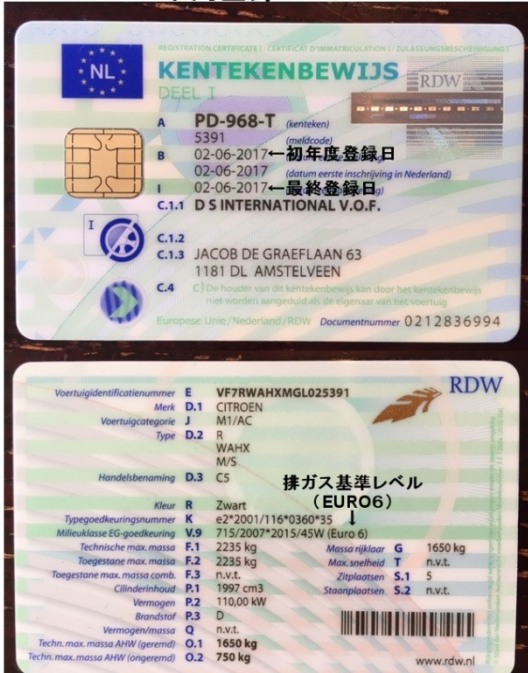 NL
REGISTRATION CERTIFICATE I / CERTIFICAT D'IMMATRICULATION I / ZULASSUNGSBESCHEINIGUNG I
KENTEKENBEWIJS
DEEL I
RDW
A PD-968-T (kenteken)
5391 (meldcode)
B 02-06-2017←初年度登録日
02-06-2017 (datum eerste inschrijving in Nederland)
I 02-06-2017←最終登録日
C.1.1 D S INTERNATIONAL V.O.F.
I
C.1.2
C.1.3 JACOB DE GRAEFLAAN 63
1181 DL AMSTELVEEN
C.4 C) De houder van dit kentekenbewijs kan door het kentekenbewijs
niet worden aangeduid als de eigenaar van het voertuig
Europese Unie/Nederland/RDW Documentnummer 0212836994
RDW
Voertuigidentificatienummer E VF7RWAHXMGL025391
Merk D.1 CITROEN
Voertuigcategorie J M1/AC
Type D.2 R
WAHX
M/S
Handelsbenaming D.3 C5
排ガス基準レベル
(EURO6)
↓
Kleur R Zwart
Typegoedkeuringsnummer K e2*2001/116*0360*35
Milieuklasse EG-goedkeuring V.9 715/2007*2015/45W (Euro 6)
Technische max. massa F.1 2235 kg Massa rijklaar G 1650 kg
Toegestane max. massa F.2 2235 kg Max. snelheid T n.v.t.
Toegestane max. massa comb. F.3 n.v.t. Zitplaatsen S.1 5
Cilinderinhoud P.1 1997 cm3 Staanplaatsen S.2 n.v.t.
Vermogen P.2 110,00 kW
Brandstof P.3 D
Vermogen/massa Q n.v.t.
Techn. max. massa AHW (geremd) O.1 1650 kg
Techn. max. massa AHW (ongeremd) O.2 750 kg
www.rdw.nl